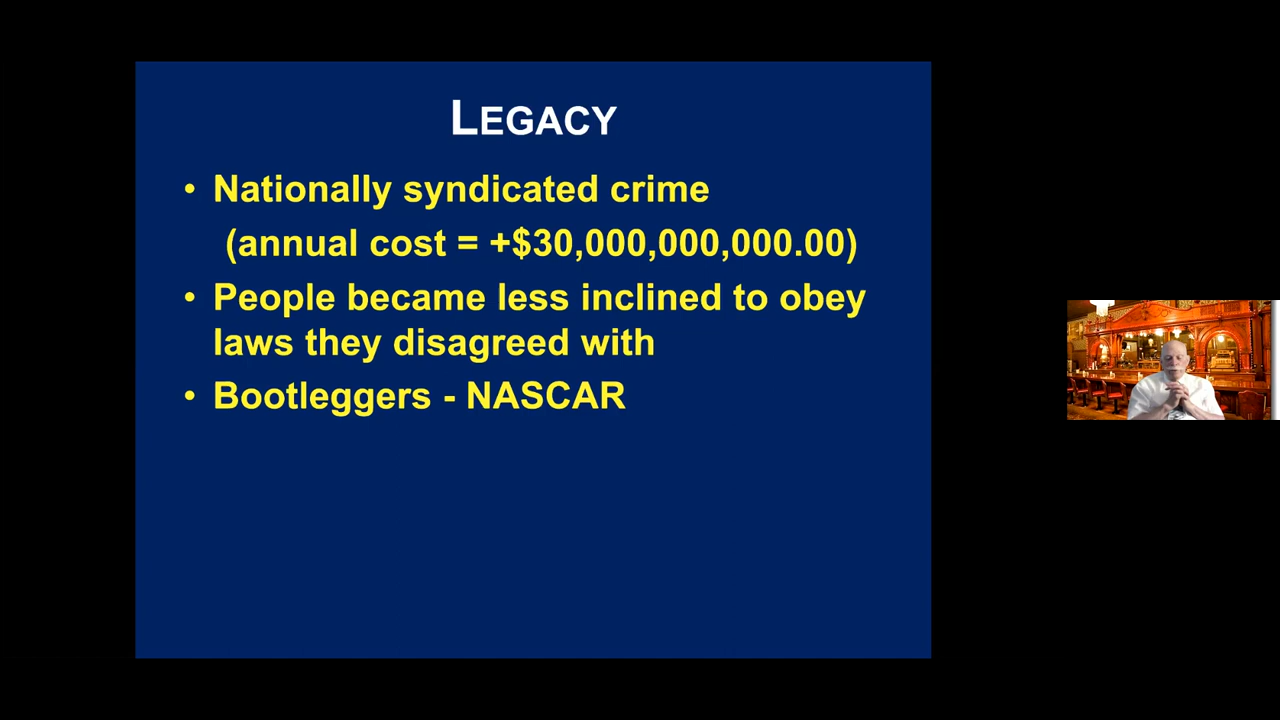 LEGACY
• Nationally syndicated crime
(annual cost = +$30,000,000,000.00)
• People became less inclined to obey
laws they disagreed with
• Bootleggers - NASCAR